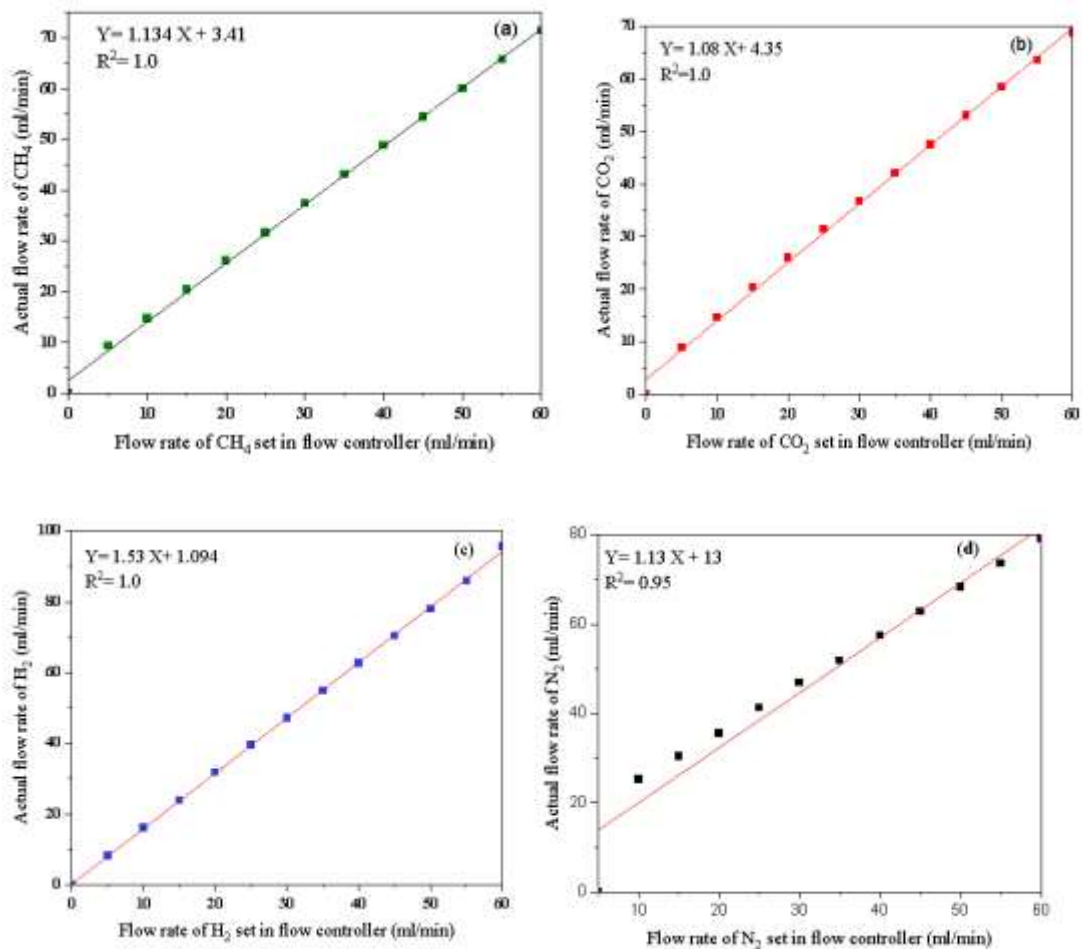 (a)
Y= 1.134 X + 3.41
R²= 1.0
Actual flow rate of CH₄ (ml/min)
70
60
50
40
30
20
10
0
0 10 20 30 40 50 60
Flow rate of CH₄ set in flow controller (ml/min)
(b)
Y= 1.08 X+ 4.35
R²=1.0
Actual flow rate of CO₂ (ml/min)
70
60
50
40
30
20
10
0
0 10 20 30 40 50 60
Flow rate of CO₂ set in flow controller (ml/min)
(c)
Y= 1.53 X+ 1.094
R²= 1.0
Actual flow rate of H₂ (ml/min)
100
80
60
40
20
0
0 10 20 30 40 50 60
Flow rate of H₂ set in flow controller (ml/min)
(d)
Y= 1.13 X + 13
R²= 0.95
Actual flow rate of N₂ (ml/min)
80
60
40
20
0
10 20 30 40 50 60
Flow rate of N₂ set in flow controller (ml/min)